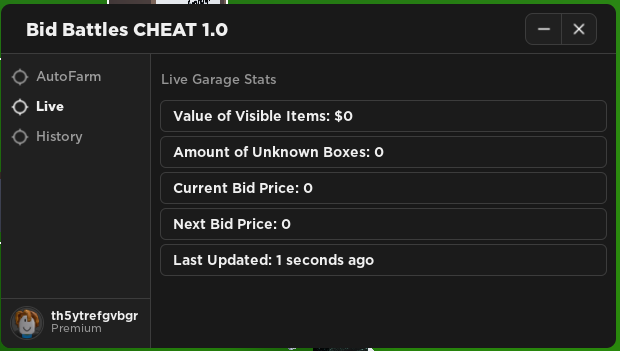 Bid Battles CHEAT 1.0
AutoFarm
Live
History
Live Garage Stats
Value of Visible Items: $0
Amount of Unknown Boxes: 0
Current Bid Price: 0
Next Bid Price: 0
Last Updated: 1 seconds ago
th5ytrefgvbgr
Premium